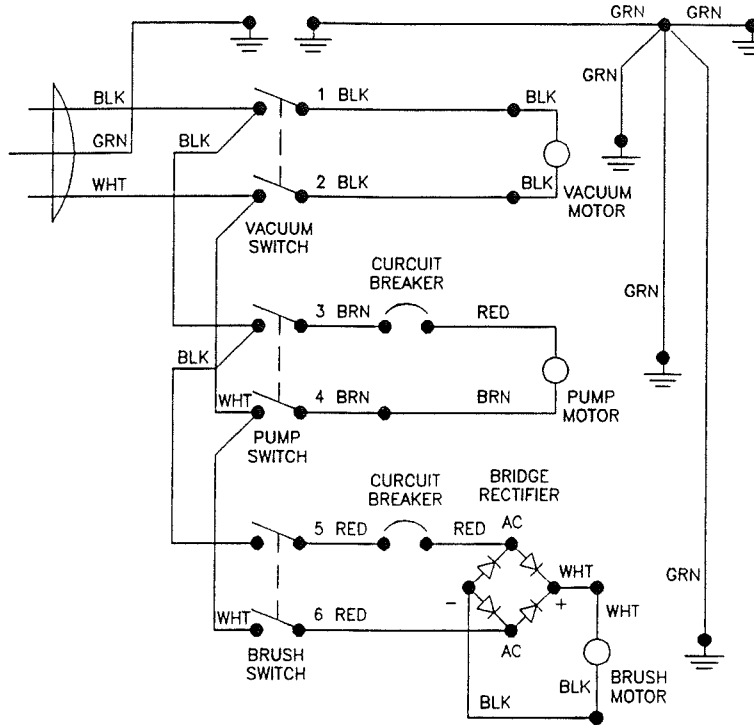 GRN
GRN
BLK
GRN
WHT
BLK
1 BLK
BLK
GRN
2 BLK
BLK
VACUUM
MOTOR
VACUUM
SWITCH
CURCUIT
BREAKER
3 BRN
RED
GRN
BLK
WHT
4 BRN
BRN
PUMP
MOTOR
PUMP
SWITCH
CURCUIT
BREAKER
BRIDGE
RECTIFIER
5 RED
RED
AC
WHT
GRN
-
+
WHT
6 RED
WHT
AC
BRUSH
SWITCH
BLK
BLK
BRUSH
MOTOR